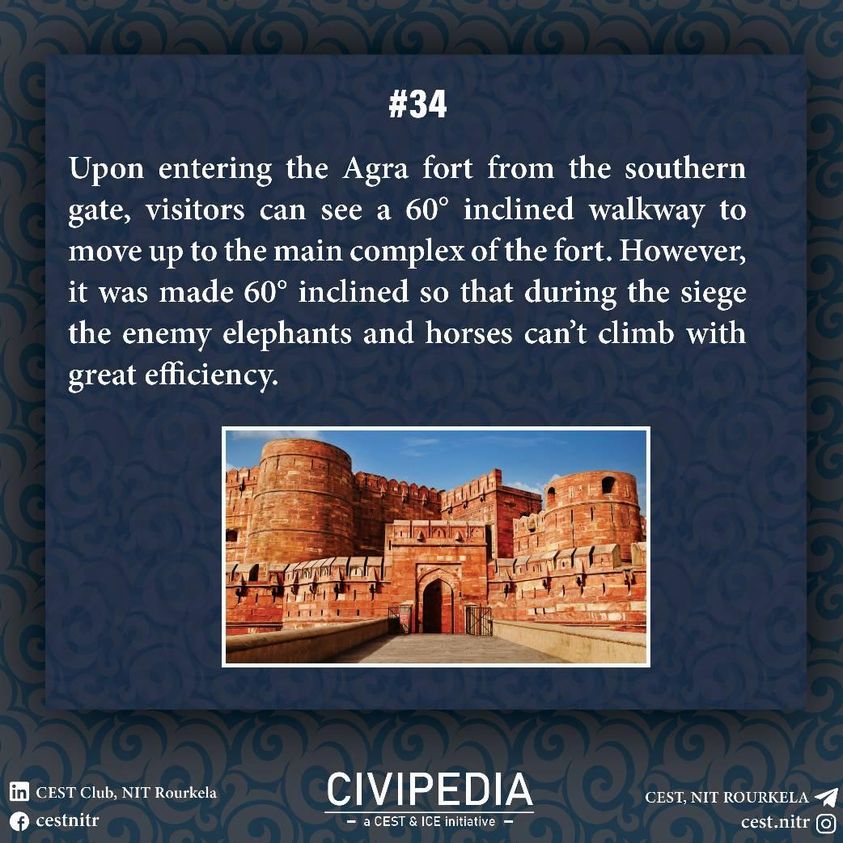 #34
Upon entering the Agra fort from the southern
gate, visitors can see a 60° inclined walkway to
move up to the main complex of the fort. However,
it was made 60° inclined so that during the siege
the enemy elephants and horses can’t climb with
great efficiency.
CEST Club, NIT Rourkela
cestnitr
CIVIPEDIA
– a CEST & ICE initiative –
CEST, NIT ROURKELA
cest.nitr